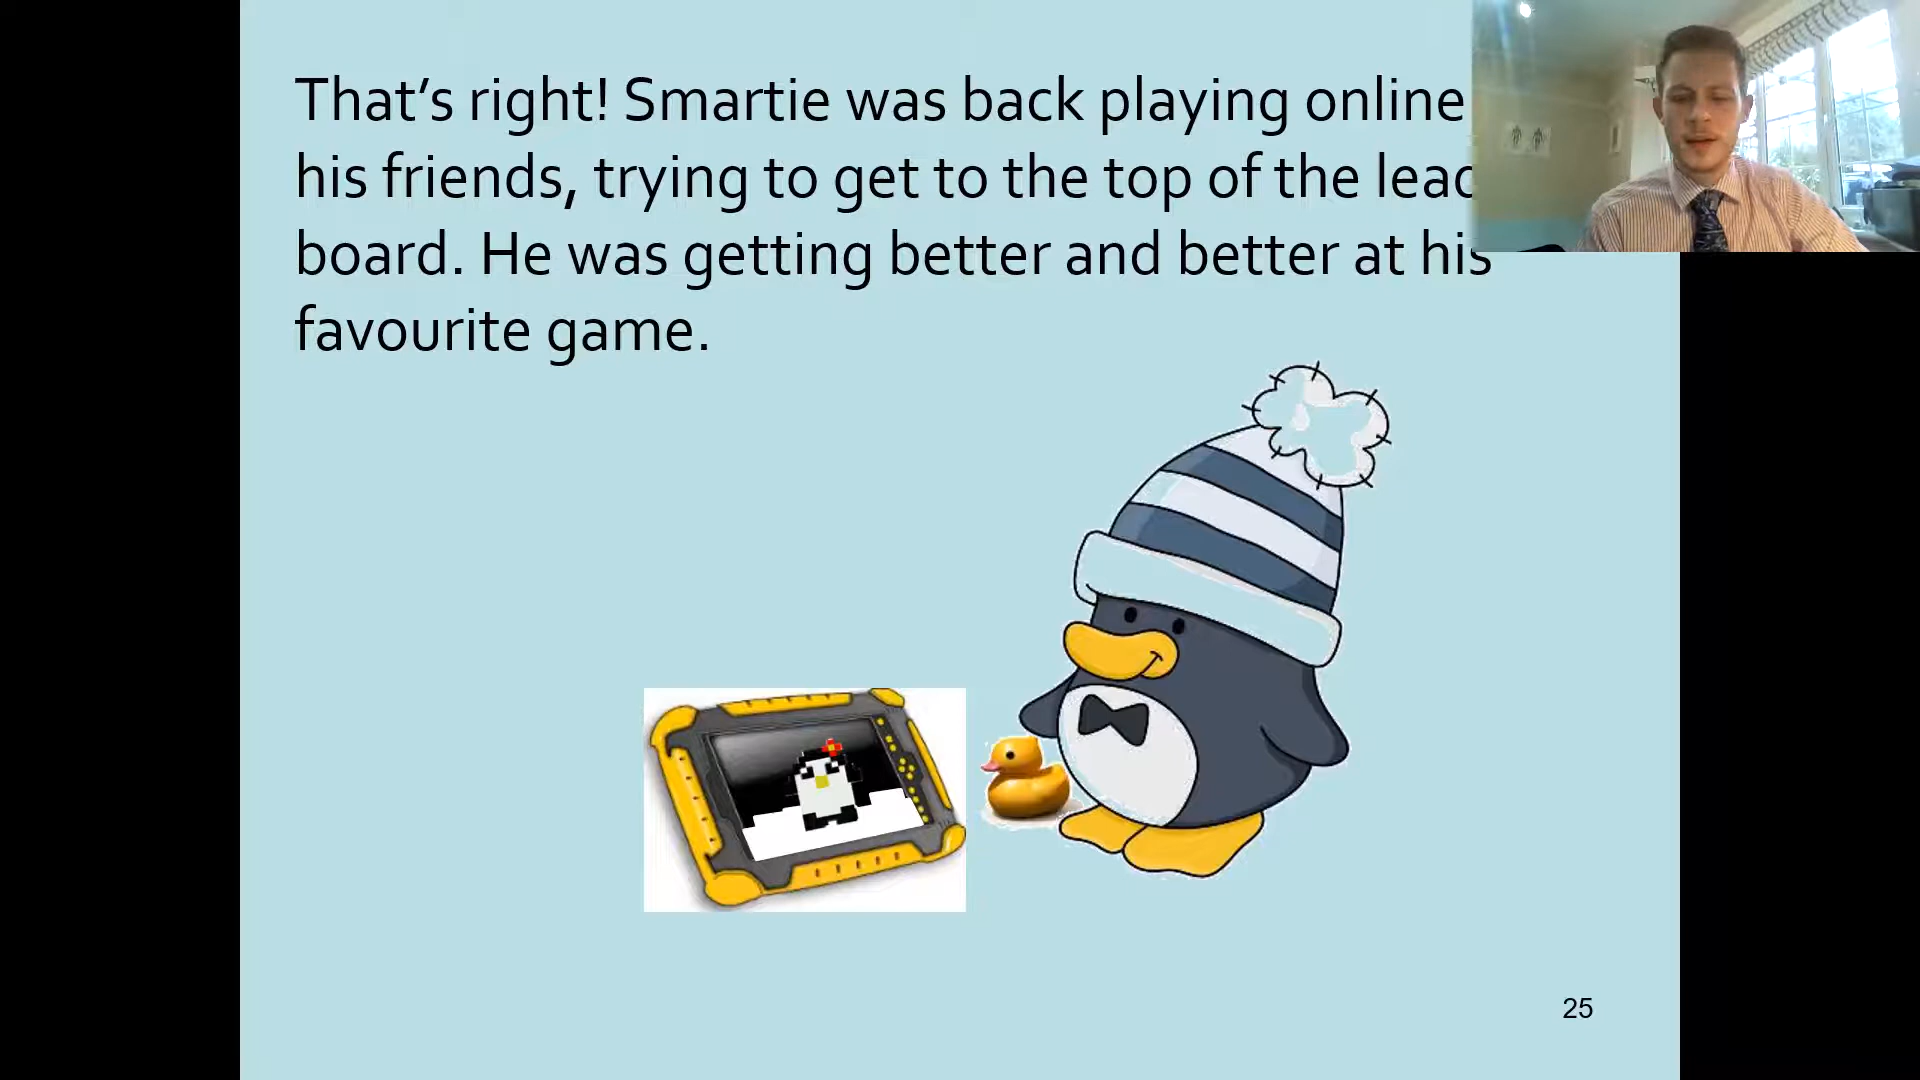 That's right! Smartie was back playing online
his friends, trying to get to the top of the
board. He was getting better and better at his
favourite game.
25